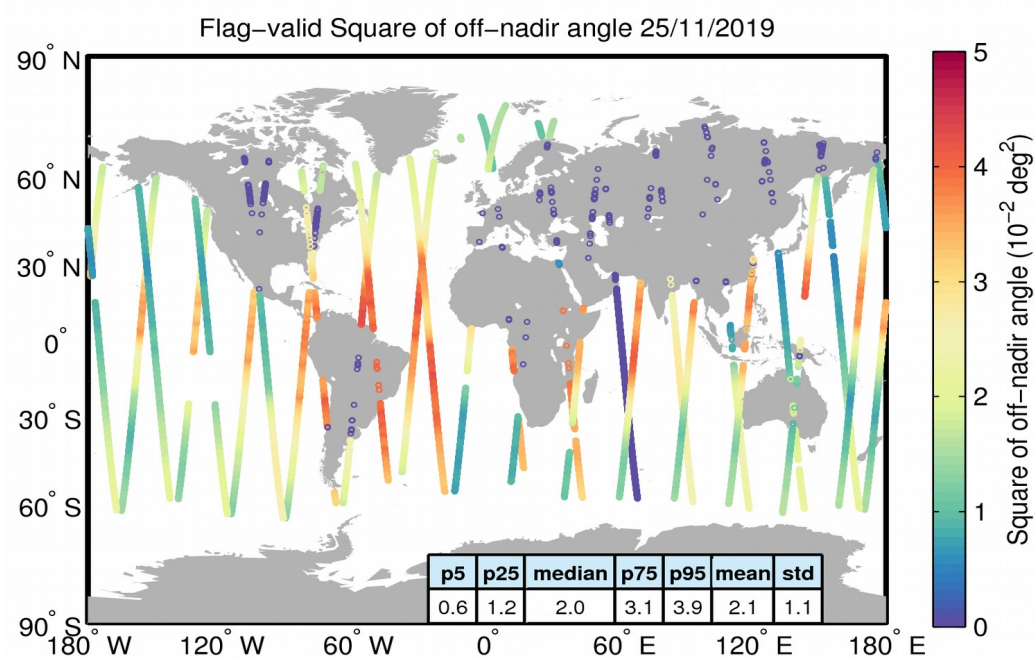 Flag−valid Square of off−nadir angle 25/11/2019
90° N
60° N
30° N
0°
30° S
60° S
90° S
180° W
120° W
60° W
0°
60° E
120° E
180° E
p5 p25 median p75 p95 mean std
0.6 1.2 2.0 3.1 3.9 2.1 1.1
5
4
3
2
1
0
Square of off−nadir angle (10⁻² deg²)